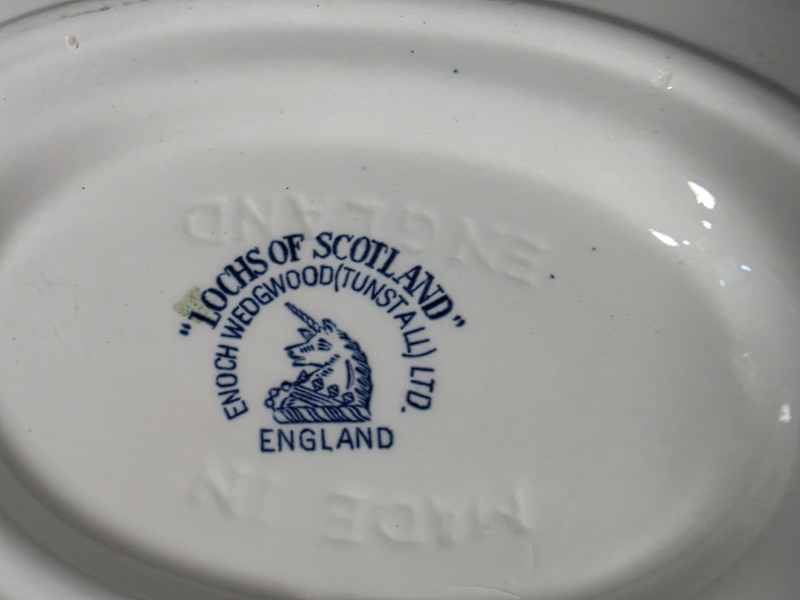 "LOCHS OF SCOTLAND"
ENOCH WEDGWOOD (TUNSTALL) LTD.
ENGLAND
ENGLAND
MADE IN